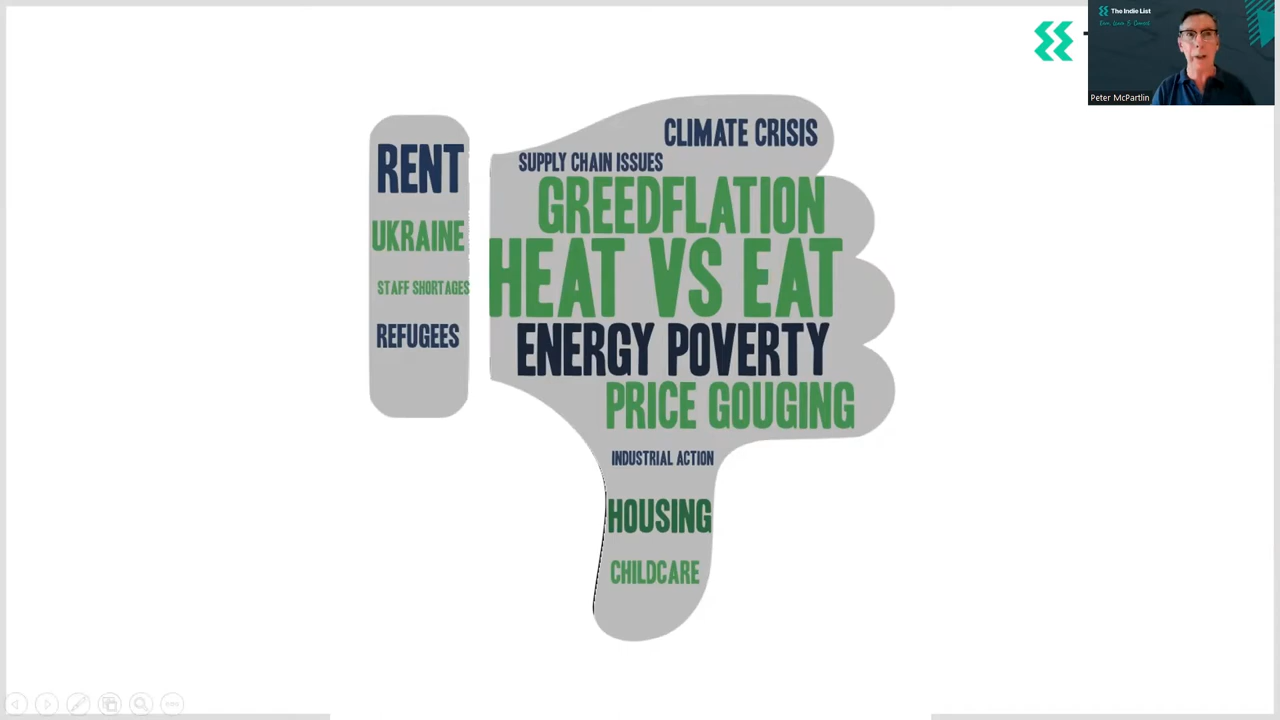 The Indie List
Peter McPartlin
CLIMATE CRISIS
SUPPLY CHAIN ISSUES
GREEDFLATION
HEAT VS EAT
ENERGY POVERTY
PRICE GOUGING
INDUSTRIAL ACTION
HOUSING
CHILDCARE
RENT
UKRAINE
STAFF SHORTAGES
REFUGEES